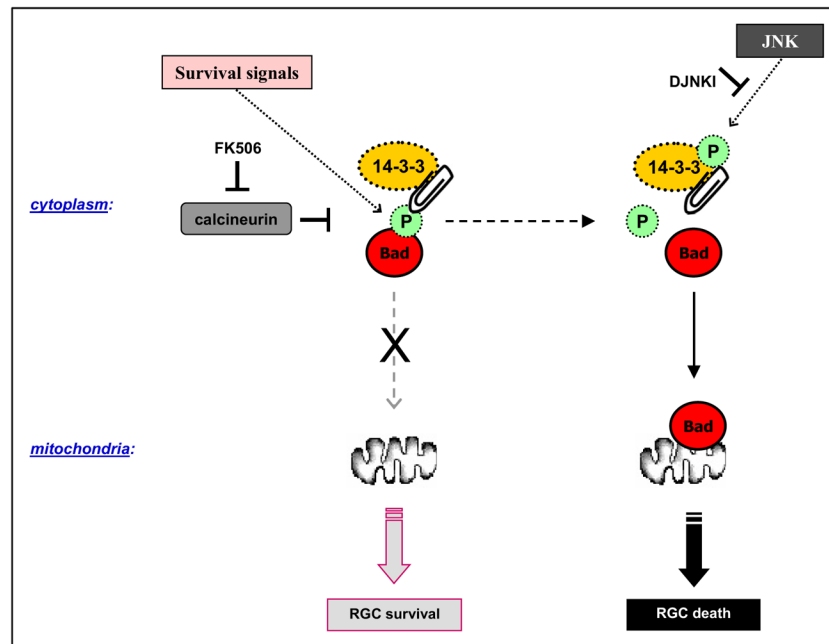 JNK
Survival signals
DJNKI
FK506
P
14-3-3
14-3-3
cytoplasm:
calcineurin
P
P
Bad
Bad
X
Bad
mitochondria:
RGC survival
RGC death